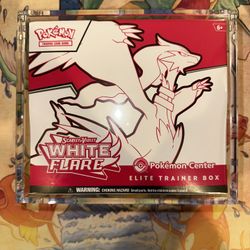 POKÉMON
TRADING CARD GAME
6+
SCARLET & VIOLET
WHITE
FLARE
Pokémon Center
ELITE TRAINER BOX
WARNING: CHOKING HAZARD